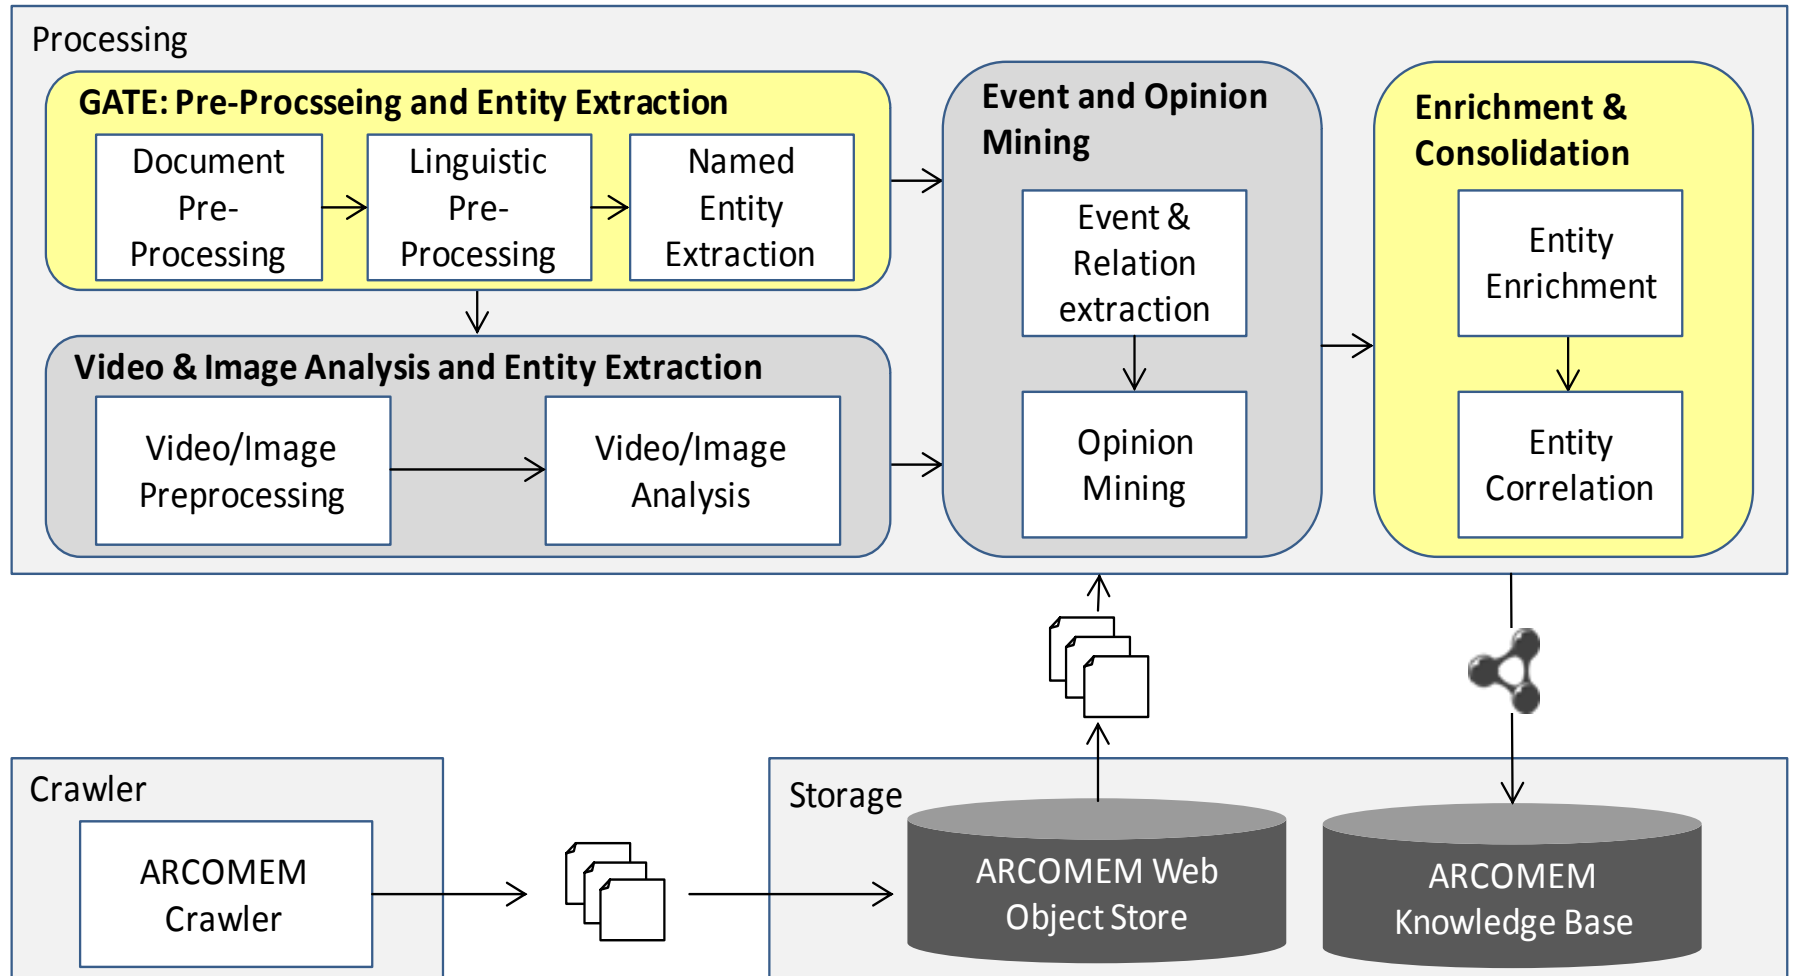 Processing
GATE: Pre-Procsseing and Entity Extraction
Document
Pre-
Processing
Linguistic
Pre-
Processing
Named
Entity
Extraction
Video & Image Analysis and Entity Extraction
Video/Image
Preprocessing
Video/Image
Analysis
Event and Opinion
Mining
Event &
Relation
extraction
Opinion
Mining
Enrichment &
Consolidation
Entity
Enrichment
Entity
Correlation
Crawler
ARCOMEM
Crawler
Storage
ARCOMEM Web
Object Store
ARCOMEM
Knowledge Base